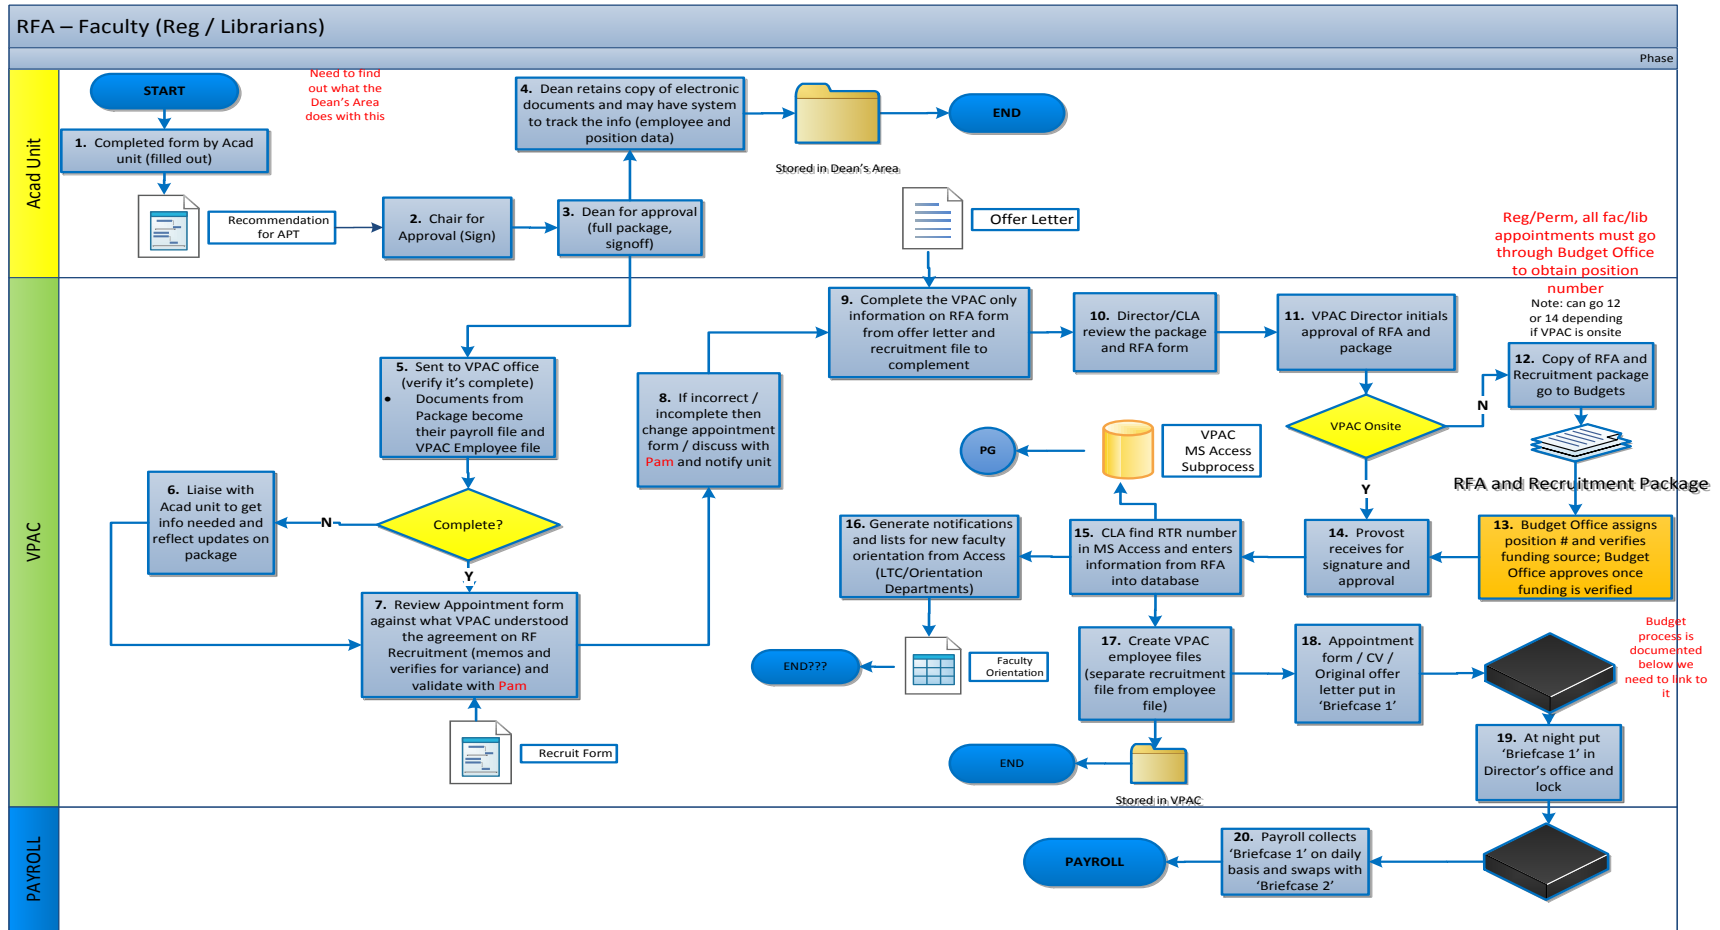 RFA – Faculty (Reg / Librarians)
Phase
Acad Unit
START
Need to find
out what the
Dean's Area
does with this
1. Completed form by Acad
unit (filled out)
Recommendation
for APT
2. Chair for
Approval (Sign)
3. Dean for approval
(full package,
signoff)
4. Dean retains copy of electronic
documents and may have system
to track the info (employee and
position data)
Stored in Dean's Area
END
Offer Letter
Reg/Perm, all fac/lib
appointments must go
through Budget Office
to obtain position
number
Note: can go 12
or 14 depending
if VPAC is onsite
VPAC
5. Sent to VPAC office
(verify it's complete)
• Documents from
Package become
their payroll file and
VPAC Employee file
Complete?
N
Y
6. Liaise with
Acad unit to get
info needed and
reflect updates on
package
7. Review Appointment form
against what VPAC understood
the agreement on RF
Recruitment (memos and
verifies for variance) and
validate with Pam
Recruit Form
8. If incorrect /
incomplete then
change appointment
form / discuss with
Pam and notify unit
9. Complete the VPAC only
information on RFA form
from offer letter and
recruitment file to
complement
10. Director/CLA
review the package
and RFA form
11. VPAC Director initials
approval of RFA and
package
VPAC Onsite
N
Y
12. Copy of RFA and
Recruitment package
go to Budgets
RFA and Recruitment Package
13. Budget Office assigns
position # and verifies
funding source; Budget
Office approves once
funding is verified
14. Provost
receives for
signature and
approval
15. CLA find RTR number
in MS Access and enters
information from RFA
into database
VPAC
MS Access
Subprocess
PG
16. Generate notifications
and lists for new faculty
orientation from Access
(LTC/Orientation
Departments)
Faculty
Orientation
END???
17. Create VPAC
employee files
(separate recruitment
file from employee
file)
Stored in VPAC
END
18. Appointment
form / CV /
Original offer
letter put in
'Briefcase 1'
Budget
process is
documented
below we
need to link to
it
19. At night put
'Briefcase 1' in
Director's office and
lock
PAYROLL
20. Payroll collects
'Briefcase 1' on daily
basis and swaps with
'Briefcase 2'
PAYROLL